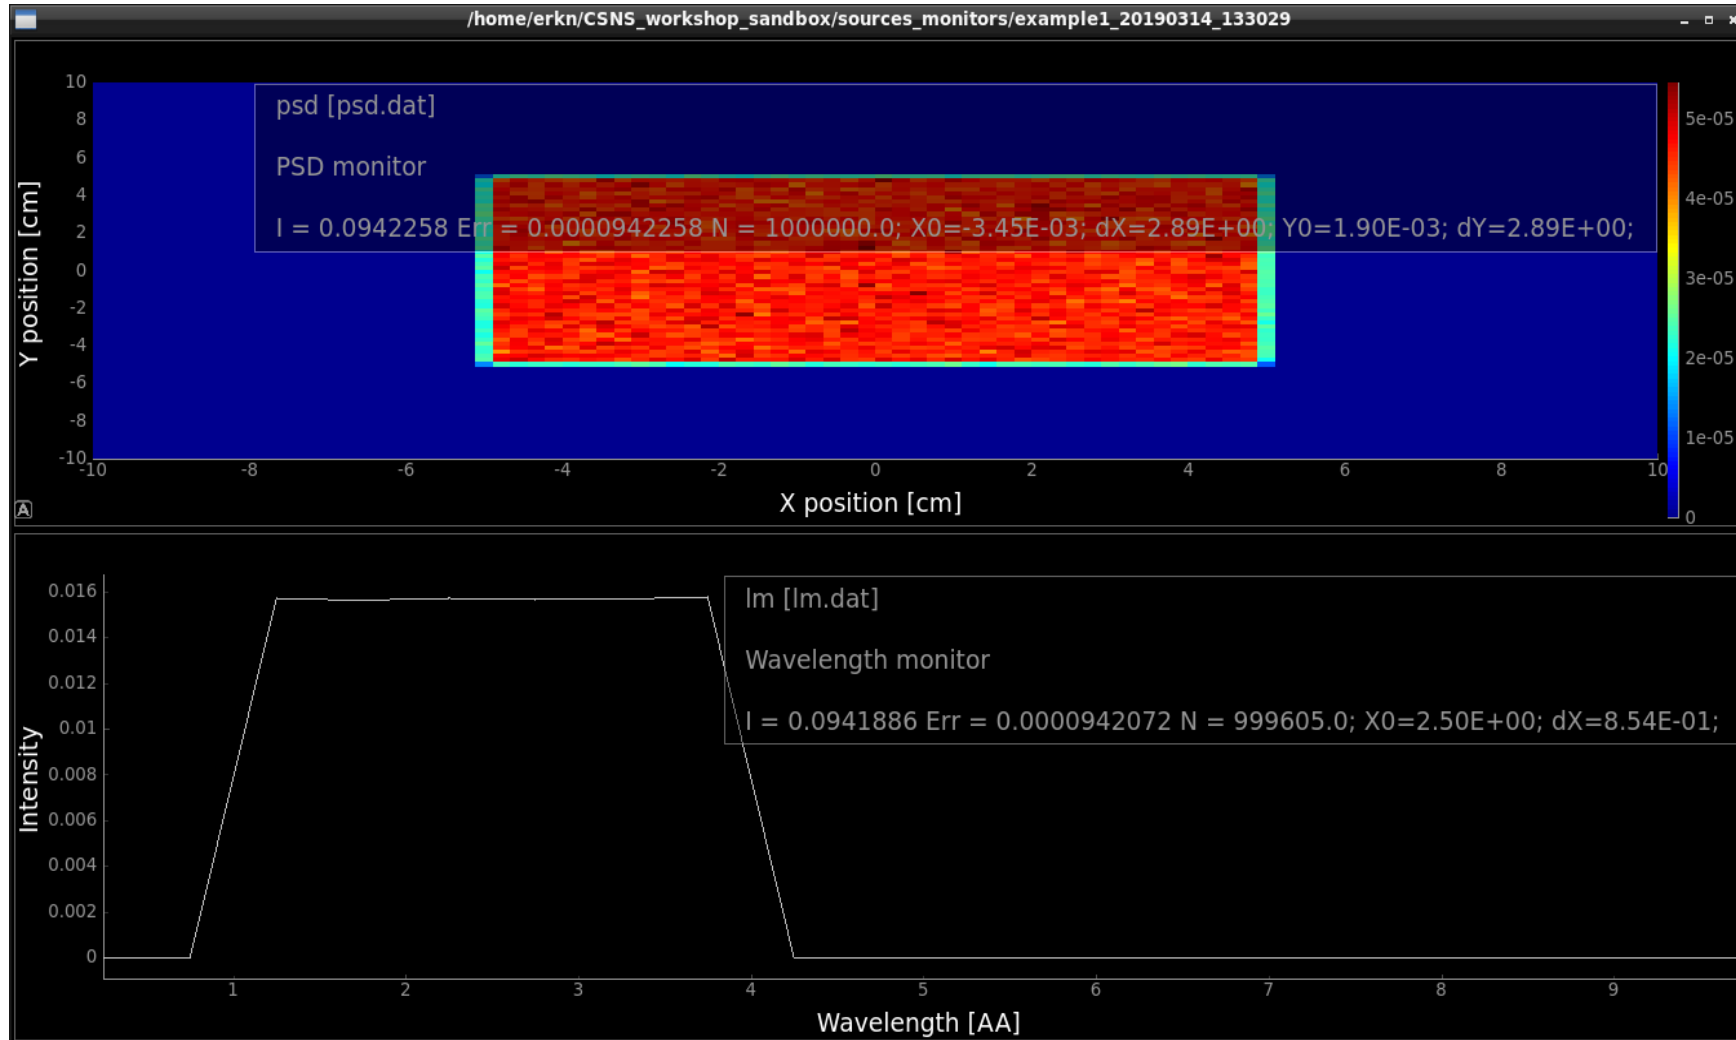 /home/erkn/CSNS_workshop_sandbox/sources_monitors/example1_20190314_133029
10
8
6
4
2
0
-2
-4
-6
-8
-10
Y position [cm]
psd [psd.dat]
PSD monitor
I = 0.0942258 Err = 0.0000942258 N = 1000000.0; X0=-3.45E-03; dX=2.89E+00; Y0=1.90E-03; dY=2.89E+00;
5e-05
4e-05
3e-05
2e-05
1e-05
0
-10 -8 -6 -4 -2 0 2 4 6 8 10
X position [cm]
A
0.016
0.014
0.012
0.01
0.008
0.006
0.004
0.002
0
Intensity
lm [lm.dat]
Wavelength monitor
I = 0.0941886 Err = 0.0000942072 N = 999605.0; X0=2.50E+00; dX=8.54E-01;
1 2 3 4 5 6 7 8 9
Wavelength [AA]